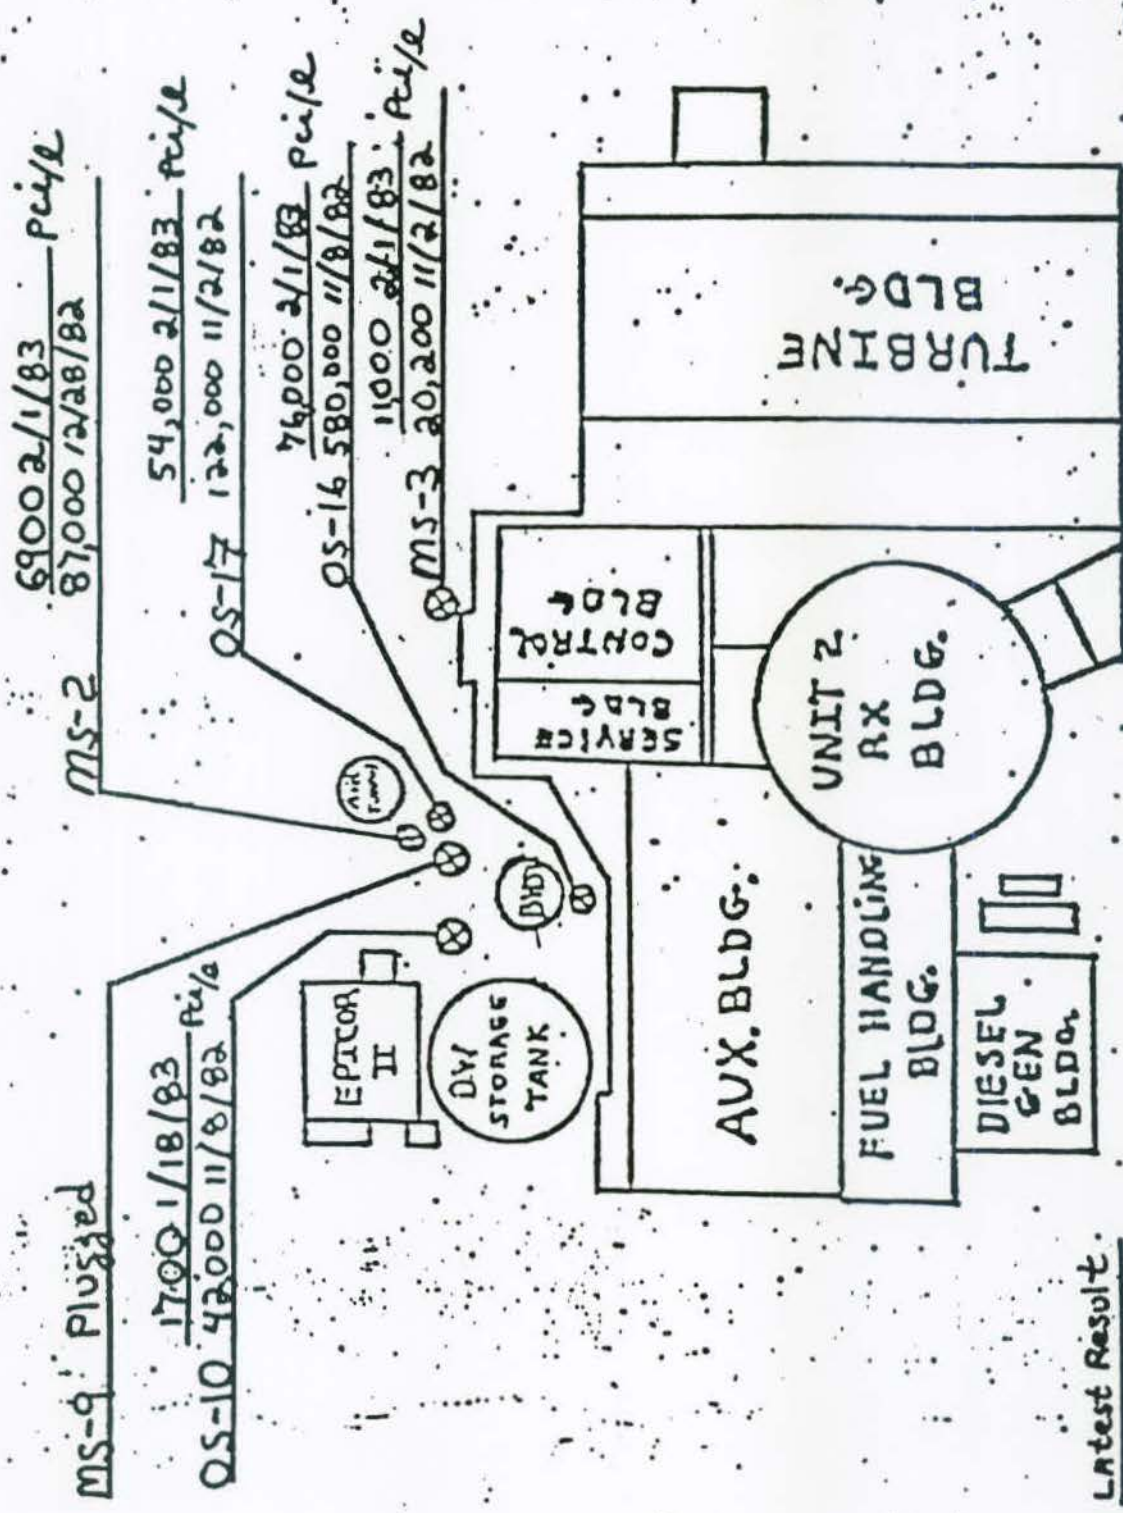 MS-9 Plugged
1700 1/18/83 Pci/l
OS-10 42000 11/8/82
6900 2/1/83 Pci/l
MS-2 87,000 12/28/82
54,000 2/1/83 Pci/l
OS-17 122,000 11/2/82
76,000 2/1/83 Pci/l
OS-16 580,000 11/8/82
11,000 2/1/83 Pci/l
MS-3 20,200 11/2/82
EPICOR
II
STORAGE
TANK
AUX. BLDG.
FUEL HANDLING
BLDG.
DIESEL
GEN
BLDG.
SERVICE
BLDG
CONTROL
BLDG
UNIT 2
RX
BLDG.
TURBINE
BLDG.
Latest Result.